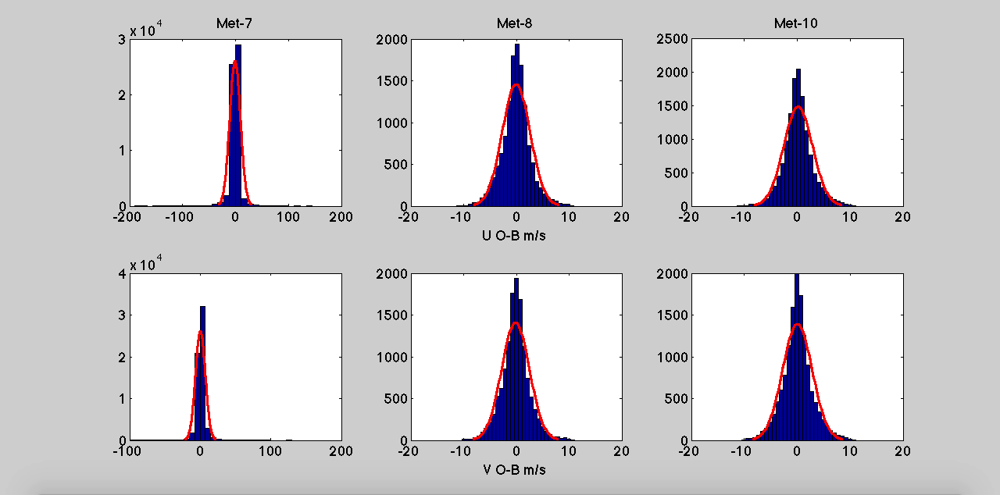 Met-7 Met-8 Met-10
x 10^4
3 2 1 0
-200 -100 0 100 200
2000 1500 1000 500 0
-20 -10 0 10 20
2500 2000 1500 1000 500 0
-20 -10 0 10 20
U O-B m/s
x 10^4
4 3 2 1 0
-100 0 100 200
2000 1500 1000 500 0
-20 -10 0 10 20
2000 1500 1000 500 0
-20 -10 0 10 20
V O-B m/s